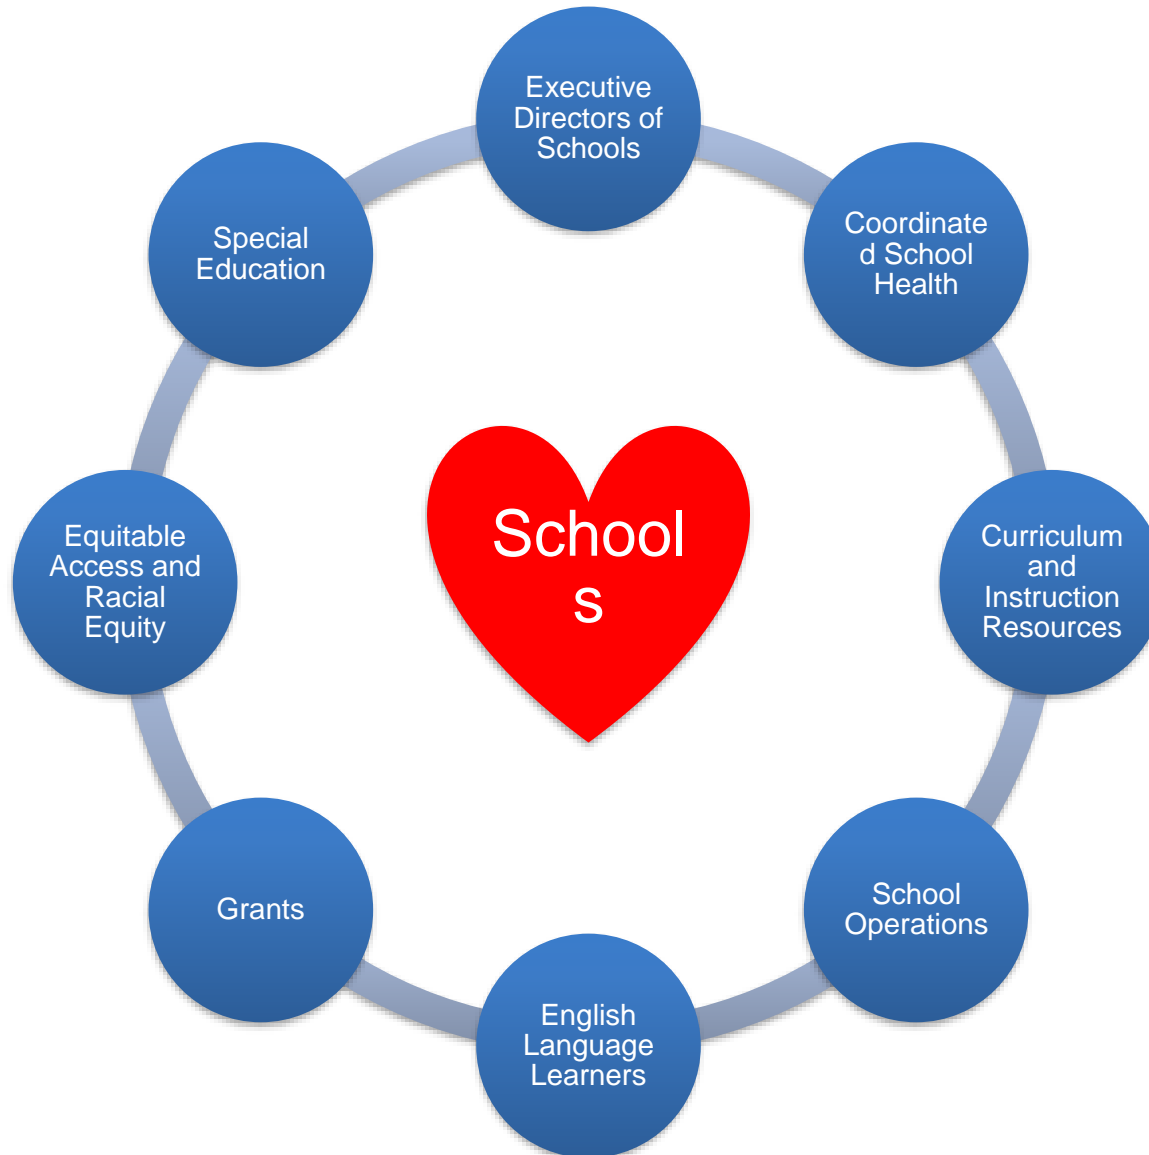 Executive
Directors of
Schools
Coordinate
d School
Health
Curriculum
and
Instruction
Resources
School
Operations
English
Language
Learners
Grants
Equitable
Access and
Racial
Equity
Special
Education
School
s